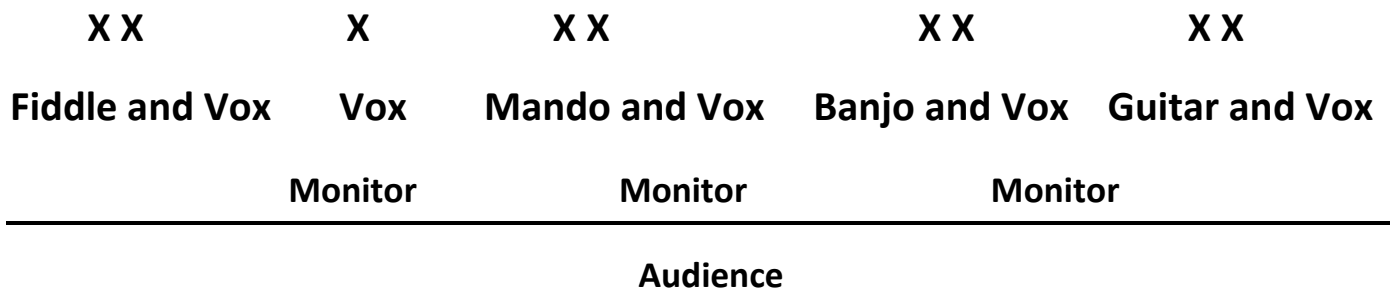 X X X X X X X X X
Fiddle and Vox Vox Mando and Vox Banjo and Vox Guitar and Vox
Monitor Monitor Monitor
Audience